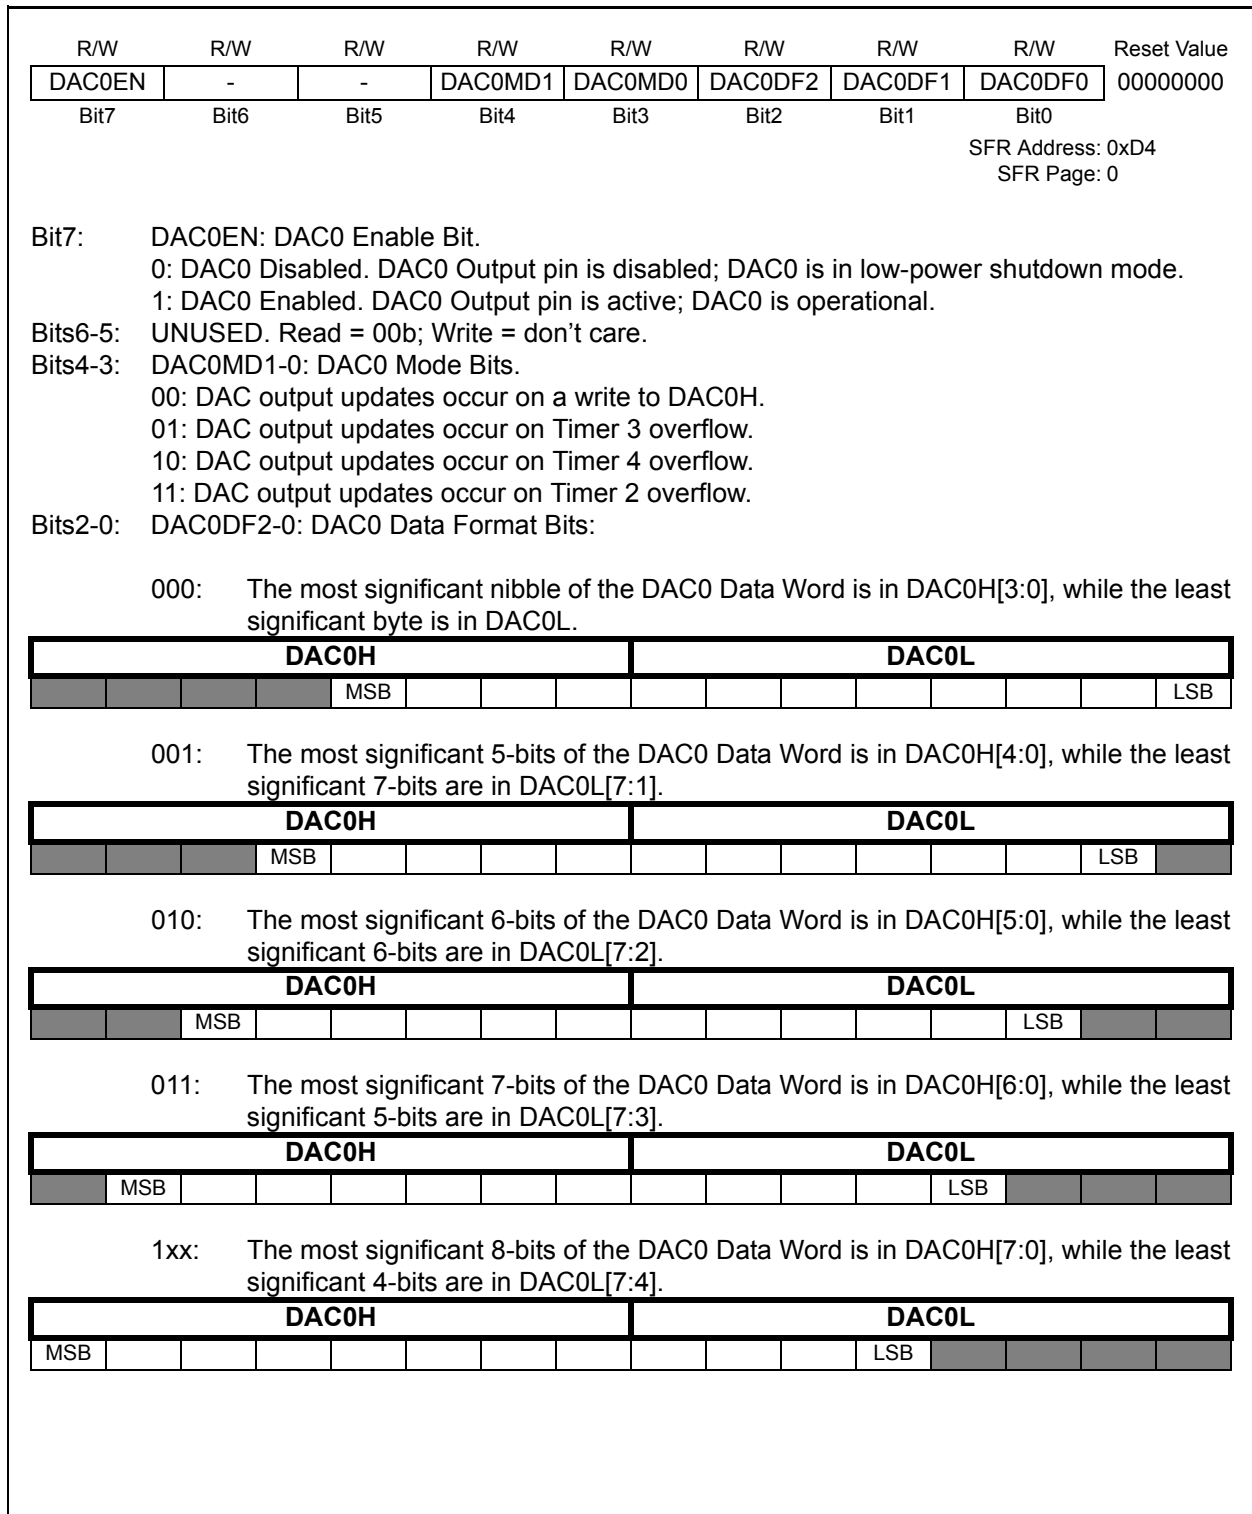 R/W R/W R/W R/W R/W R/W R/W R/W Reset Value
DAC0EN - - DAC0MD1 DAC0MD0 DAC0DF2 DAC0DF1 DAC0DF0 00000000
Bit7 Bit6 Bit5 Bit4 Bit3 Bit2 Bit1 Bit0
SFR Address: 0xD4
SFR Page: 0
Bit7: DAC0EN: DAC0 Enable Bit.
0: DAC0 Disabled. DAC0 Output pin is disabled; DAC0 is in low-power shutdown mode.
1: DAC0 Enabled. DAC0 Output pin is active; DAC0 is operational.
Bits6-5: UNUSED. Read = 00b; Write = don't care.
Bits4-3: DAC0MD1-0: DAC0 Mode Bits.
00: DAC output updates occur on a write to DAC0H.
01: DAC output updates occur on Timer 3 overflow.
10: DAC output updates occur on Timer 4 overflow.
11: DAC output updates occur on Timer 2 overflow.
Bits2-0: DAC0DF2-0: DAC0 Data Format Bits:
000: The most significant nibble of the DAC0 Data Word is in DAC0H[3:0], while the least
significant byte is in DAC0L.
DAC0H DAC0L
MSB LSB
001: The most significant 5-bits of the DAC0 Data Word is in DAC0H[4:0], while the least
significant 7-bits are in DAC0L[7:1].
DAC0H DAC0L
MSB LSB
010: The most significant 6-bits of the DAC0 Data Word is in DAC0H[5:0], while the least
significant 6-bits are in DAC0L[7:2].
DAC0H DAC0L
MSB LSB
011: The most significant 7-bits of the DAC0 Data Word is in DAC0H[6:0], while the least
significant 5-bits are in DAC0L[7:3].
DAC0H DAC0L
MSB LSB
1xx: The most significant 8-bits of the DAC0 Data Word is in DAC0H[7:0], while the least
significant 4-bits are in DAC0L[7:4].
DAC0H DAC0L
MSB LSB